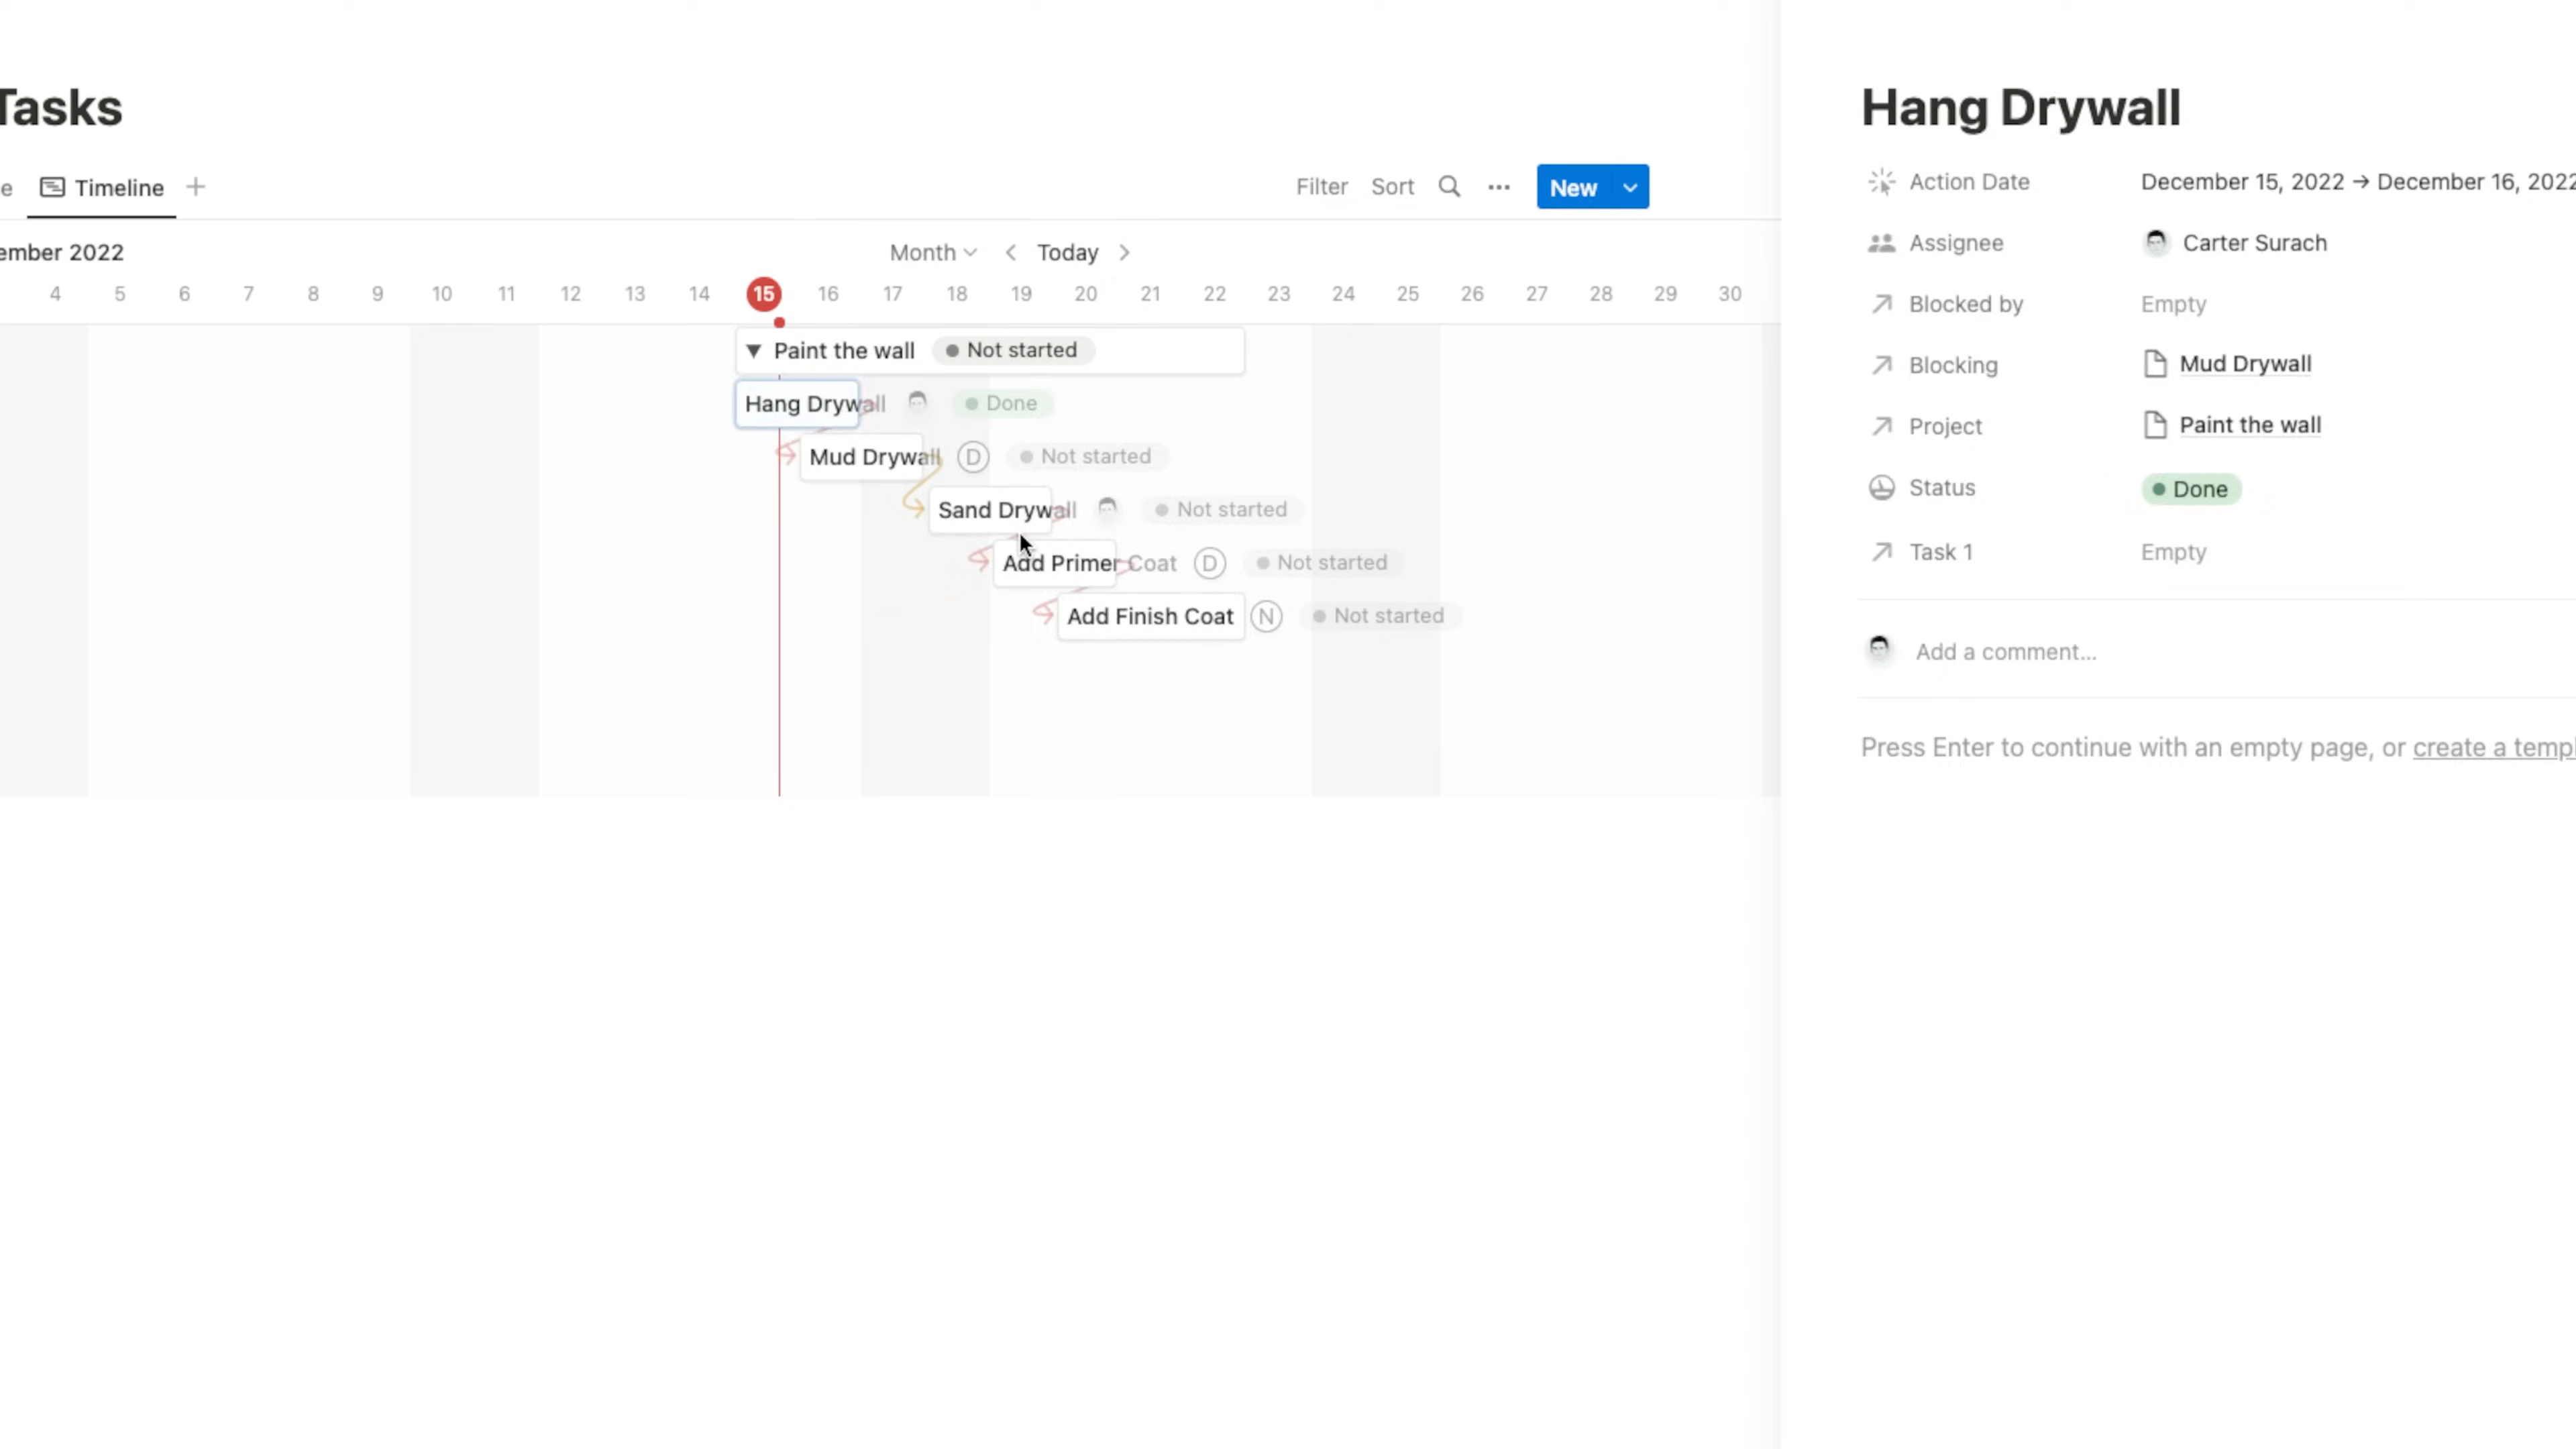 Tasks
e Timeline + Filter Sort ... New
ember 2022 Month < Today >
4 5 6 7 8 9 10 11 12 13 14 15 16 17 18 19 20 21 22 23 24 25 26 27 28 29 30
Paint the wall Not started
Hang Drywall Done
Mud Drywall D Not started
Sand Drywall Not started
Add Primer Coat D Not started
Add Finish Coat N Not started
Hang Drywall
Action Date December 15, 2022 → December 16, 2022
Assignee Carter Surach
Blocked by Empty
Blocking Mud Drywall
Project Paint the wall
Status Done
Task 1 Empty
Add a comment...
Press Enter to continue with an empty page, or create a templ